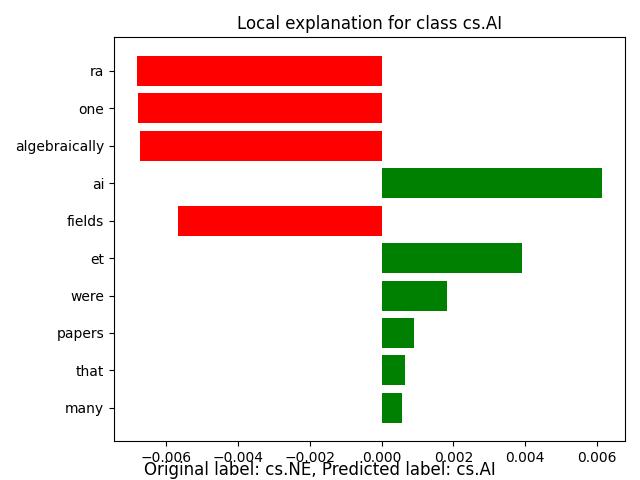 Local explanation for class cs.AI
ra
one
algebraically
ai
fields
et
were
papers
that
many
−0.006 −0.004 −0.002 0.000 0.002 0.004 0.006
Original label: cs.NE, Predicted label: cs.AI